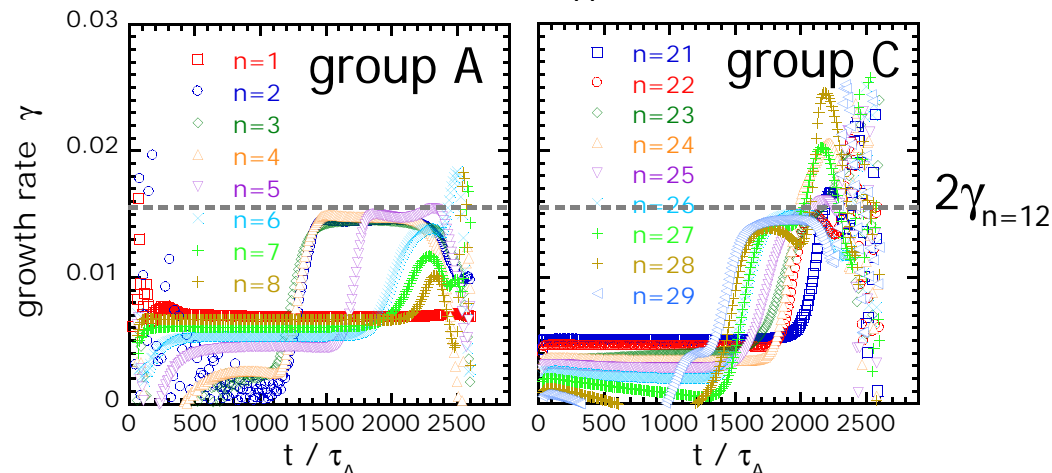 growth rate γ
0.03
0.02
0.01
0
group A
n=1
n=2
n=3
n=4
n=5
n=6
n=7
n=8
0 500 1000 1500 2000 2500
t / τA
group C
n=21
n=22
n=23
n=24
n=25
n=26
n=27
n=28
n=29
0 500 1000 1500 2000 2500
t / τA
2γn=12